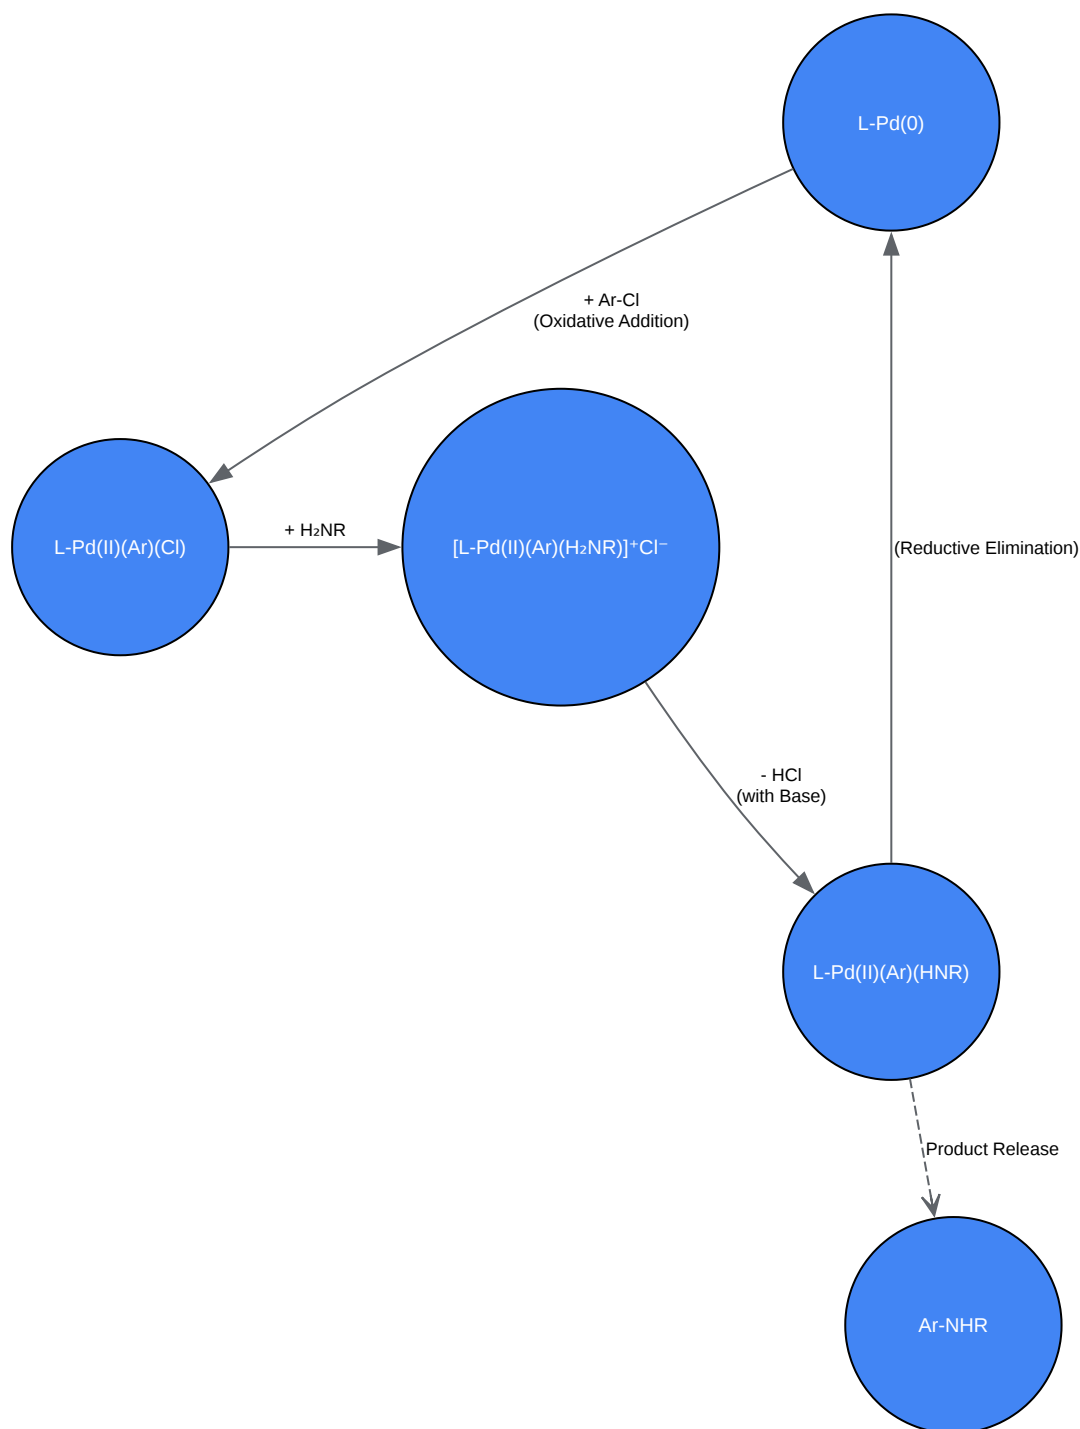 L-Pd(0)
+ Ar-Cl
(Oxidative Addition)
L-Pd(II)(Ar)(Cl)
+ H₂NR
[L-Pd(II)(Ar)(H₂NR)]⁺Cl⁻
(Reductive Elimination)
- HCl
(with Base)
L-Pd(II)(Ar)(HNR)
Product Release
Ar-NHR